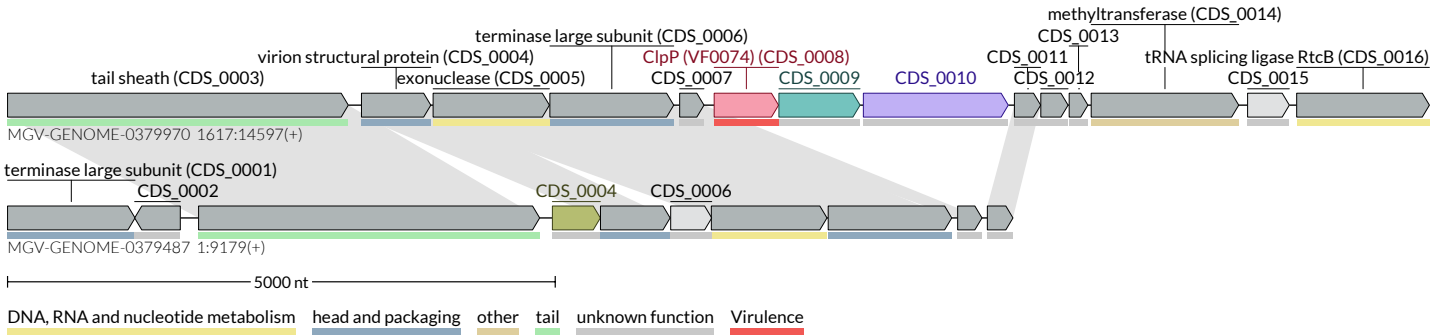 methyltransferase (CDS_0014)
terminase large subunit (CDS_0006) CDS_0013
virion structural protein (CDS_0004) ClpP (VF0074) (CDS_0008) CDS_0011 tRNA splicing ligase RtcB (CDS_0016)
tail sheath (CDS_0003) exonuclease (CDS_0005) CDS_0007 CDS_0009 CDS_0010 CDS_0012 CDS_0015
MGV-GENOME-0379970 1617:14597(+)
terminase large subunit (CDS_0001)
CDS_0002 CDS_0004 CDS_0006
MGV-GENOME-0379487 1:9179(+)
5000 nt
DNA, RNA and nucleotide metabolism head and packaging other tail unknown function Virulence